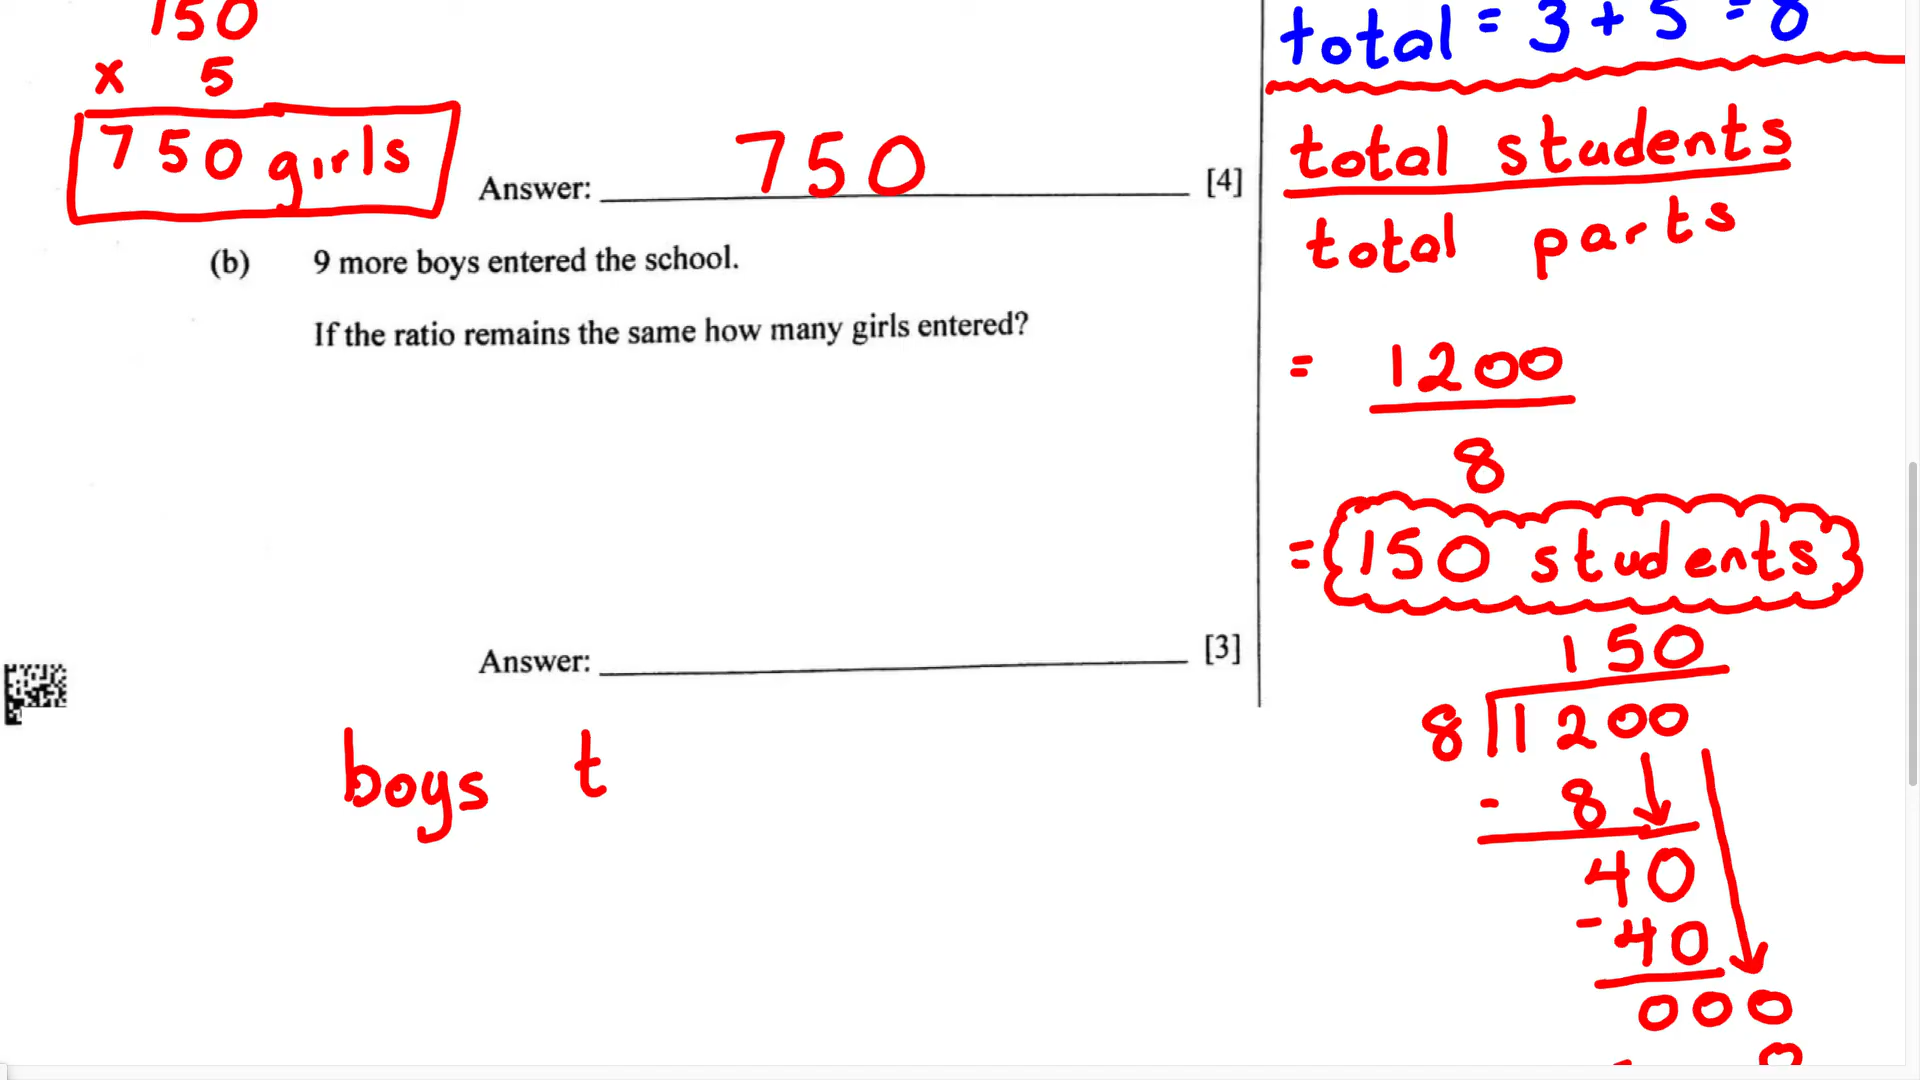 150
x 5
750 girls
Answer: 750 [4]
(b) 9 more boys entered the school.
If the ratio remains the same how many girls entered?
Answer: [3]
boys t
total = 3 + 5 = 8
total students
total parts
= 1200
8
= {150 students}
150
8 1200
- 8
40
- 40
000
- 0